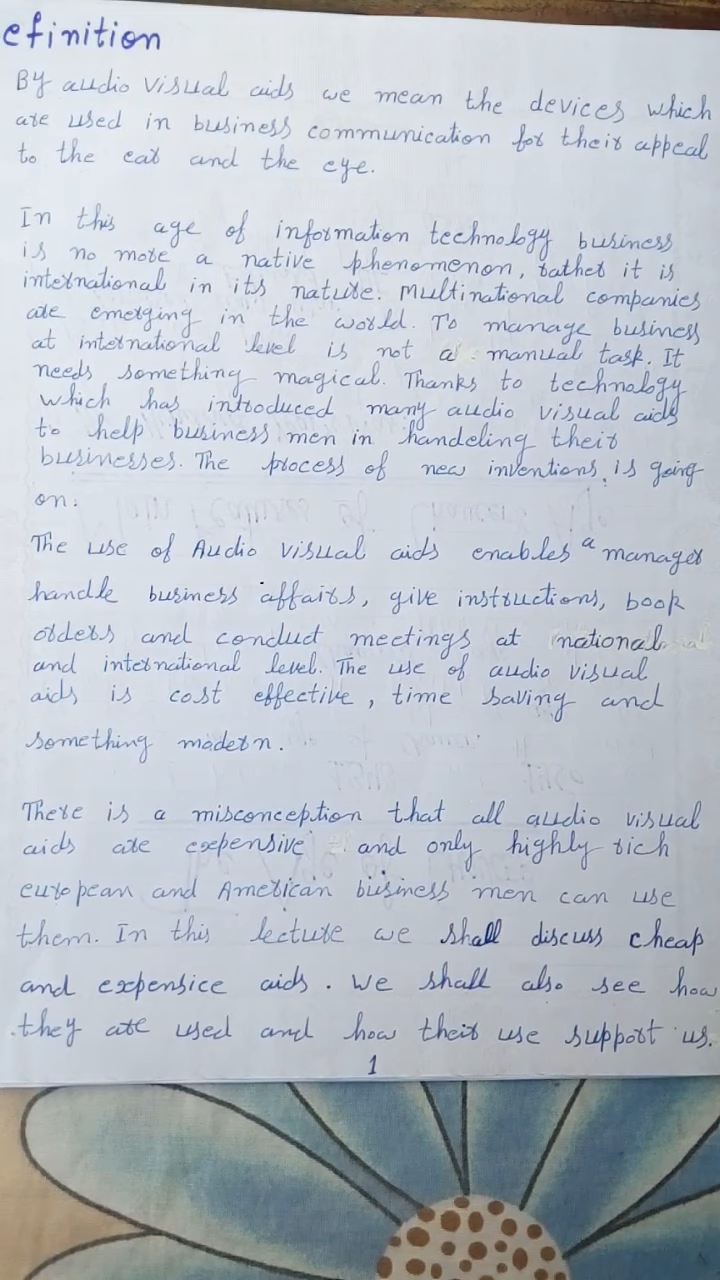 efinition
By audio visual aids we mean the devices which
are used in business communication for their appeal
to the ear and the eye.
In this age of information technology business
is no more a native phenomenon, rather it is
international in its nature. Multinational companies
are emerging in the world. To manage business
at international level is not a manual task. It
needs something magical. Thanks to technology
which has introduced many audio visual aids
to help business men in handeling their
businesses. The process of new inventions is going
on.
The use of Audio visual aids enables a manager
handle business affairs, give instructions, book
orders and conduct meetings at national
and international level. The use of audio visual
aids is cost effective, time saving and
something modern.
There is a misconception that all audio visual
aids are expensive and only highly rich
european and American business men can use
them. In this lecture we shall discuss cheap
and expensice aids. We shall also see how
they are used and how their use support us.
1